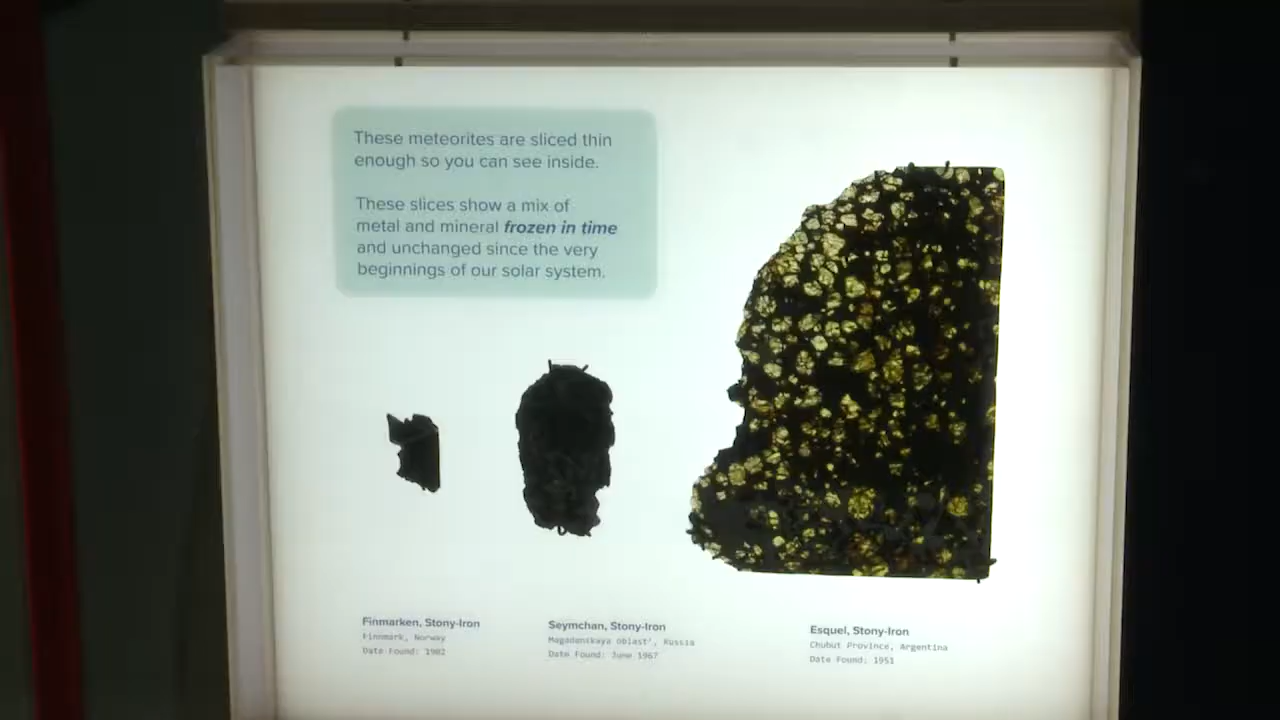 These meteorites are sliced thin
enough so you can see inside.
These slices show a mix of
metal and mineral frozen in time
and unchanged since the very
beginnings of our solar system.
Finmarken, Stony-Iron
Finnmark, Norway
Date Found: 1902
Seymchan, Stony-Iron
Magadanskaya oblast', Russia
Date Found: June 1967
Esquel, Stony-Iron
Chubut Province, Argentina
Date Found: 1951